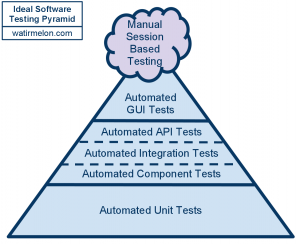 Ideal Software
Testing Pyramid
watirmelon.com
Manual
Session
Based
Testing
Automated
GUI Tests
Automated API Tests
Automated Integration Tests
Automated Component Tests
Automated Unit Tests